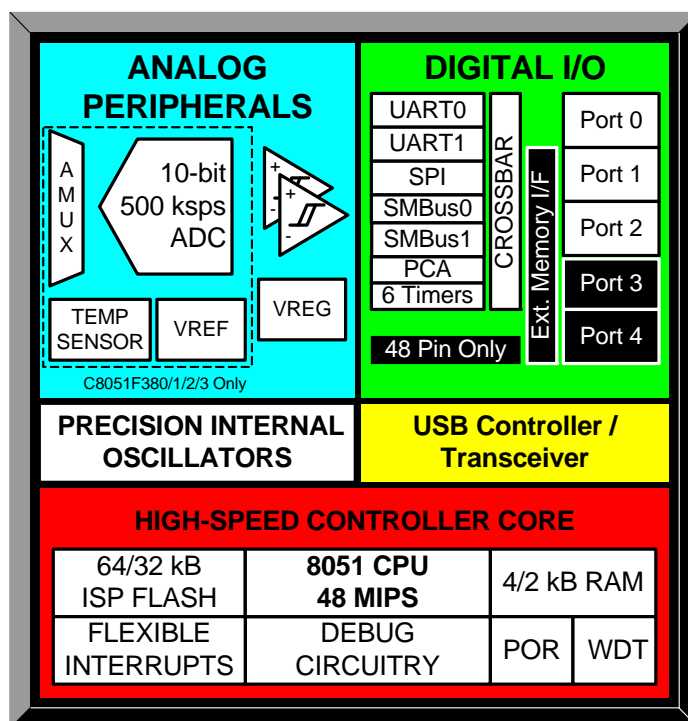 ANALOG
PERIPHERALS
A
M
U
X
10-bit
500 ksps
ADC
+
-
+
-
TEMP
SENSOR
VREF
VREG
C8051F380/1/2/3 Only
DIGITAL I/O
UART0
UART1
SPI
SMBus0
SMBus1
PCA
6 Timers
CROSSBAR
Ext. Memory I/F
Port 0
Port 1
Port 2
Port 3
Port 4
48 Pin Only
PRECISION INTERNAL
OSCILLATORS
USB Controller /
Transceiver
HIGH-SPEED CONTROLLER CORE
64/32 kB
ISP FLASH
8051 CPU
48 MIPS
4/2 kB RAM
FLEXIBLE
INTERRUPTS
DEBUG
CIRCUITRY
POR
WDT